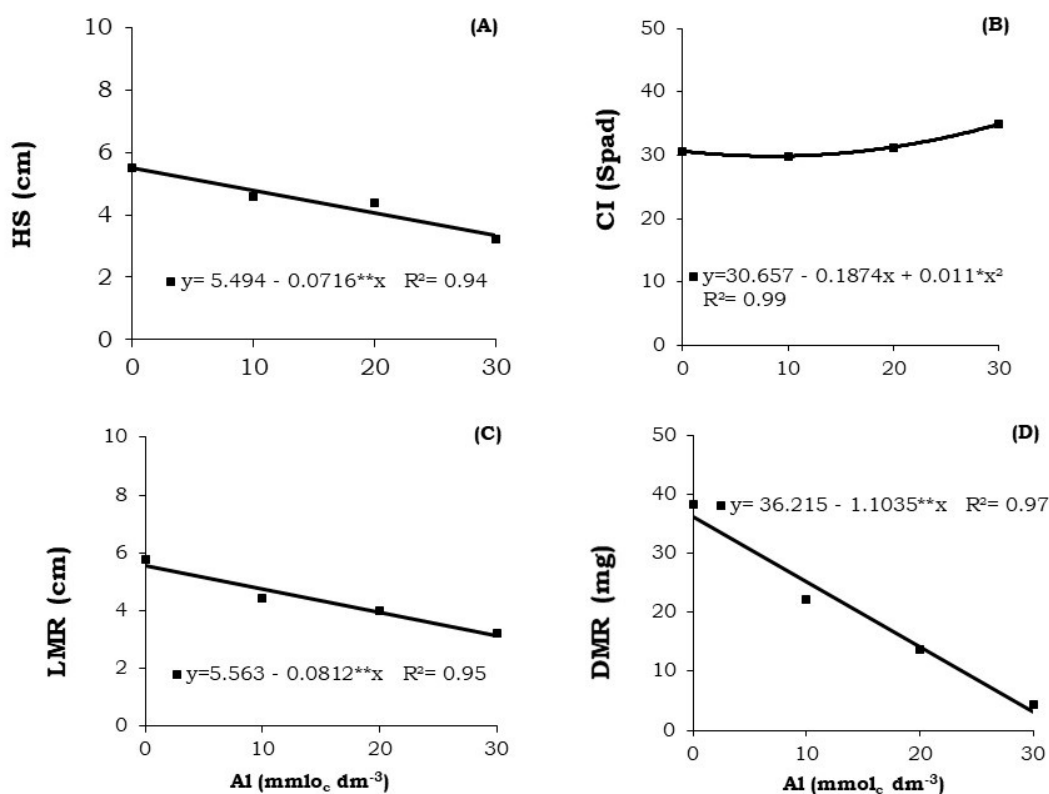 (A)
HS (cm)
10
8
6
4
2
0
y= 5.494 - 0.0716**x R²= 0.94
0 10 20 30
(B)
CI (Spad)
50
40
30
20
10
0
y=30.657 - 0.1874x + 0.011*x²
R²= 0.99
0 10 20 30
(C)
LMR (cm)
10
8
6
4
2
0
y=5.563 - 0.0812**x R²= 0.95
0 10 20 30
Al (mmlo꜀ dm⁻³)
(D)
DMR (mg)
50
40
30
20
10
0
y= 36.215 - 1.1035**x R²= 0.97
0 10 20 30
Al (mmol꜀ dm⁻³)